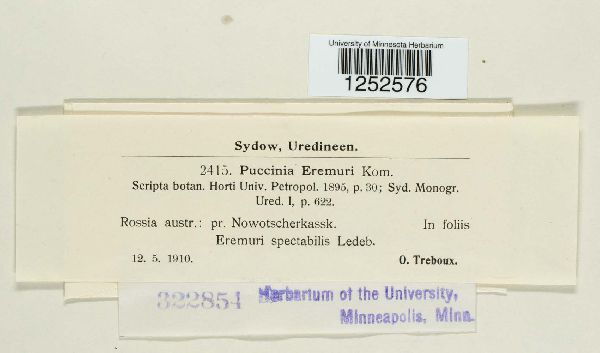 University of Minnesota Herbarium
1252576
Sydow, Uredineen.
2415. Puccinia Eremuri Kom.
Scripta botan. Horti Univ. Petropol. 1895, p. 30; Syd. Monogr.
Ured. I, p. 622.
Rossia austr.: pr. Nowotscherkassk. In foliis
Eremuri spectabilis Ledeb.
12. 5. 1910. O. Treboux.
322854 Herbarium of the University,
Minneapolis, Minn.